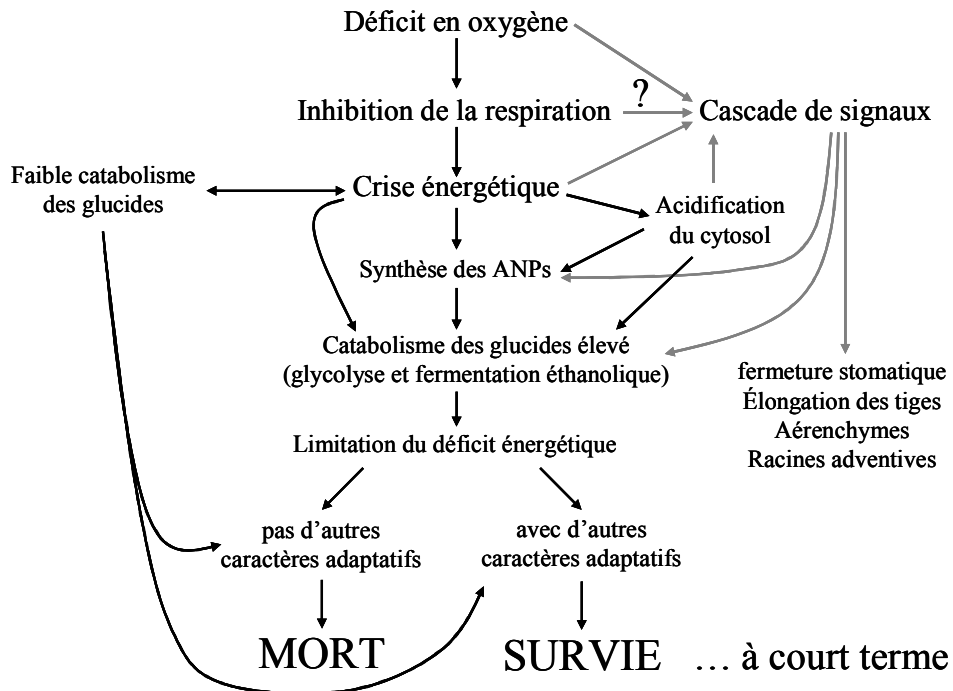 Déficit en oxygène
?
Inhibition de la respiration
Cascade de signaux
Faible catabolisme
des glucides
Crise énergétique
Acidification
du cytosol
Synthèse des ANPs
Catabolisme des glucides élevé
(glycolyse et fermentation éthanolique)
fermeture stomatique
Élongation des tiges
Aérenchymes
Racines adventives
Limitation du déficit énergétique
pas d'autres
caractères adaptatifs
avec d'autres
caractères adaptatifs
MORT
SURVIE ... à court terme